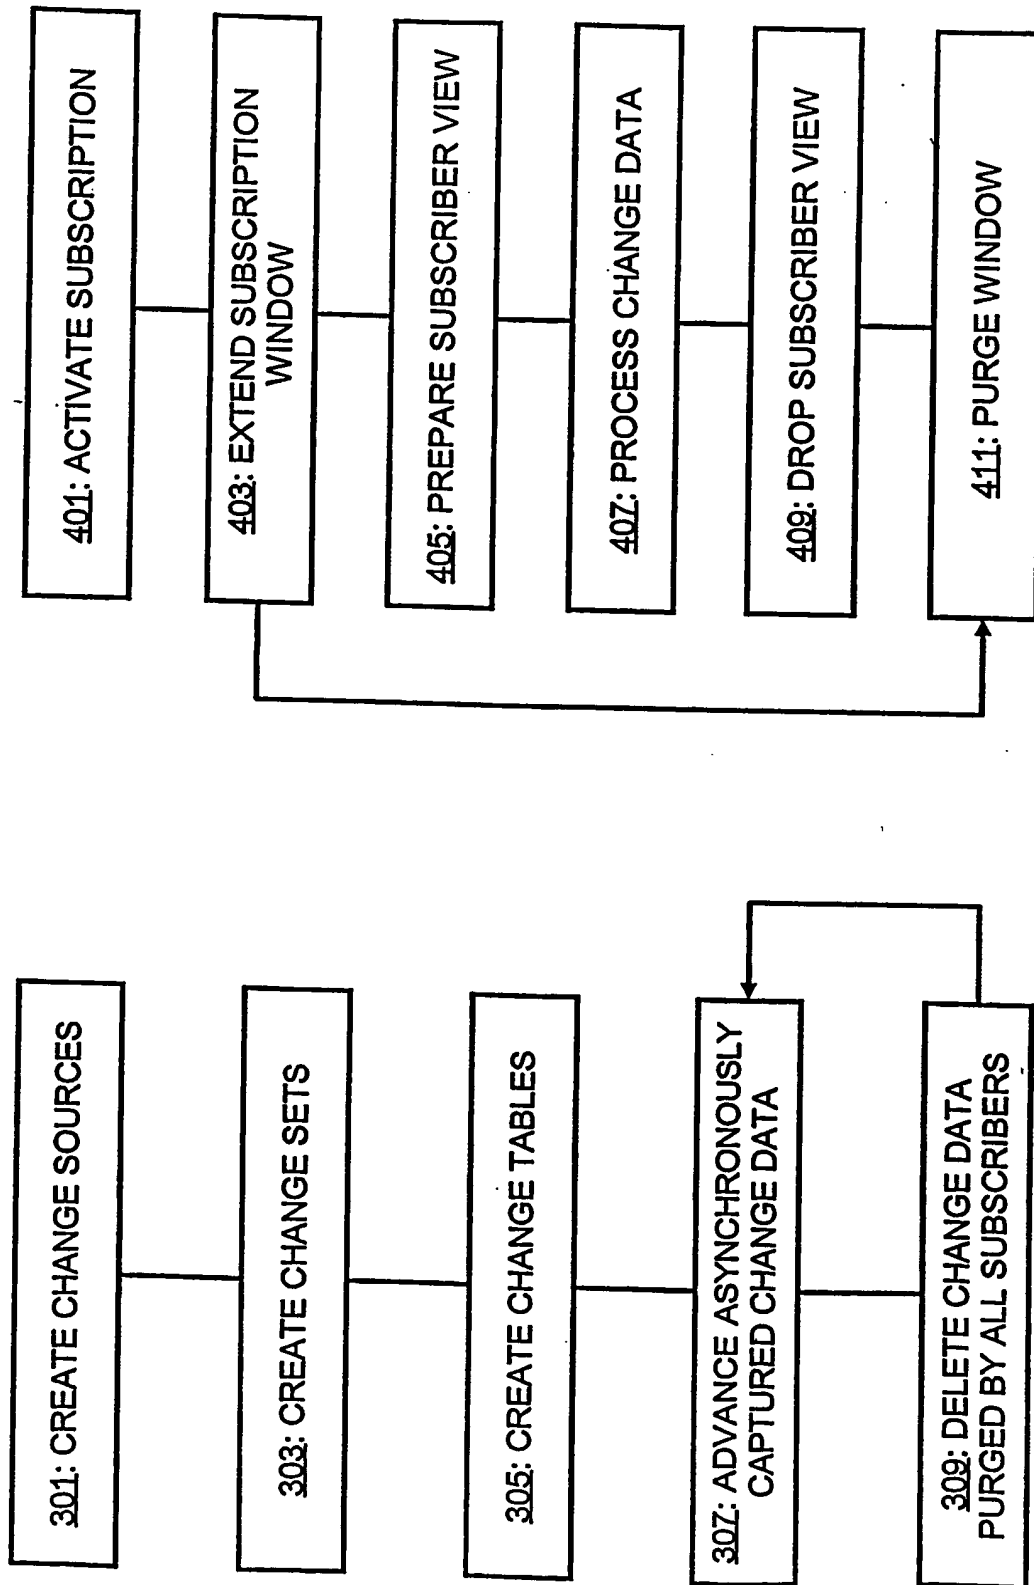 301: CREATE CHANGE SOURCES
303: CREATE CHANGE SETS
305: CREATE CHANGE TABLES
307: ADVANCE ASYNCHRONOUSLY
CAPTURED CHANGE DATA
309: DELETE CHANGE DATA
PURGED BY ALL SUBSCRIBERS
401: ACTIVATE SUBSCRIPTION
403: EXTEND SUBSCRIPTION
WINDOW
405: PREPARE SUBSCRIBER VIEW
407: PROCESS CHANGE DATA
409: DROP SUBSCRIBER VIEW
411: PURGE WINDOW